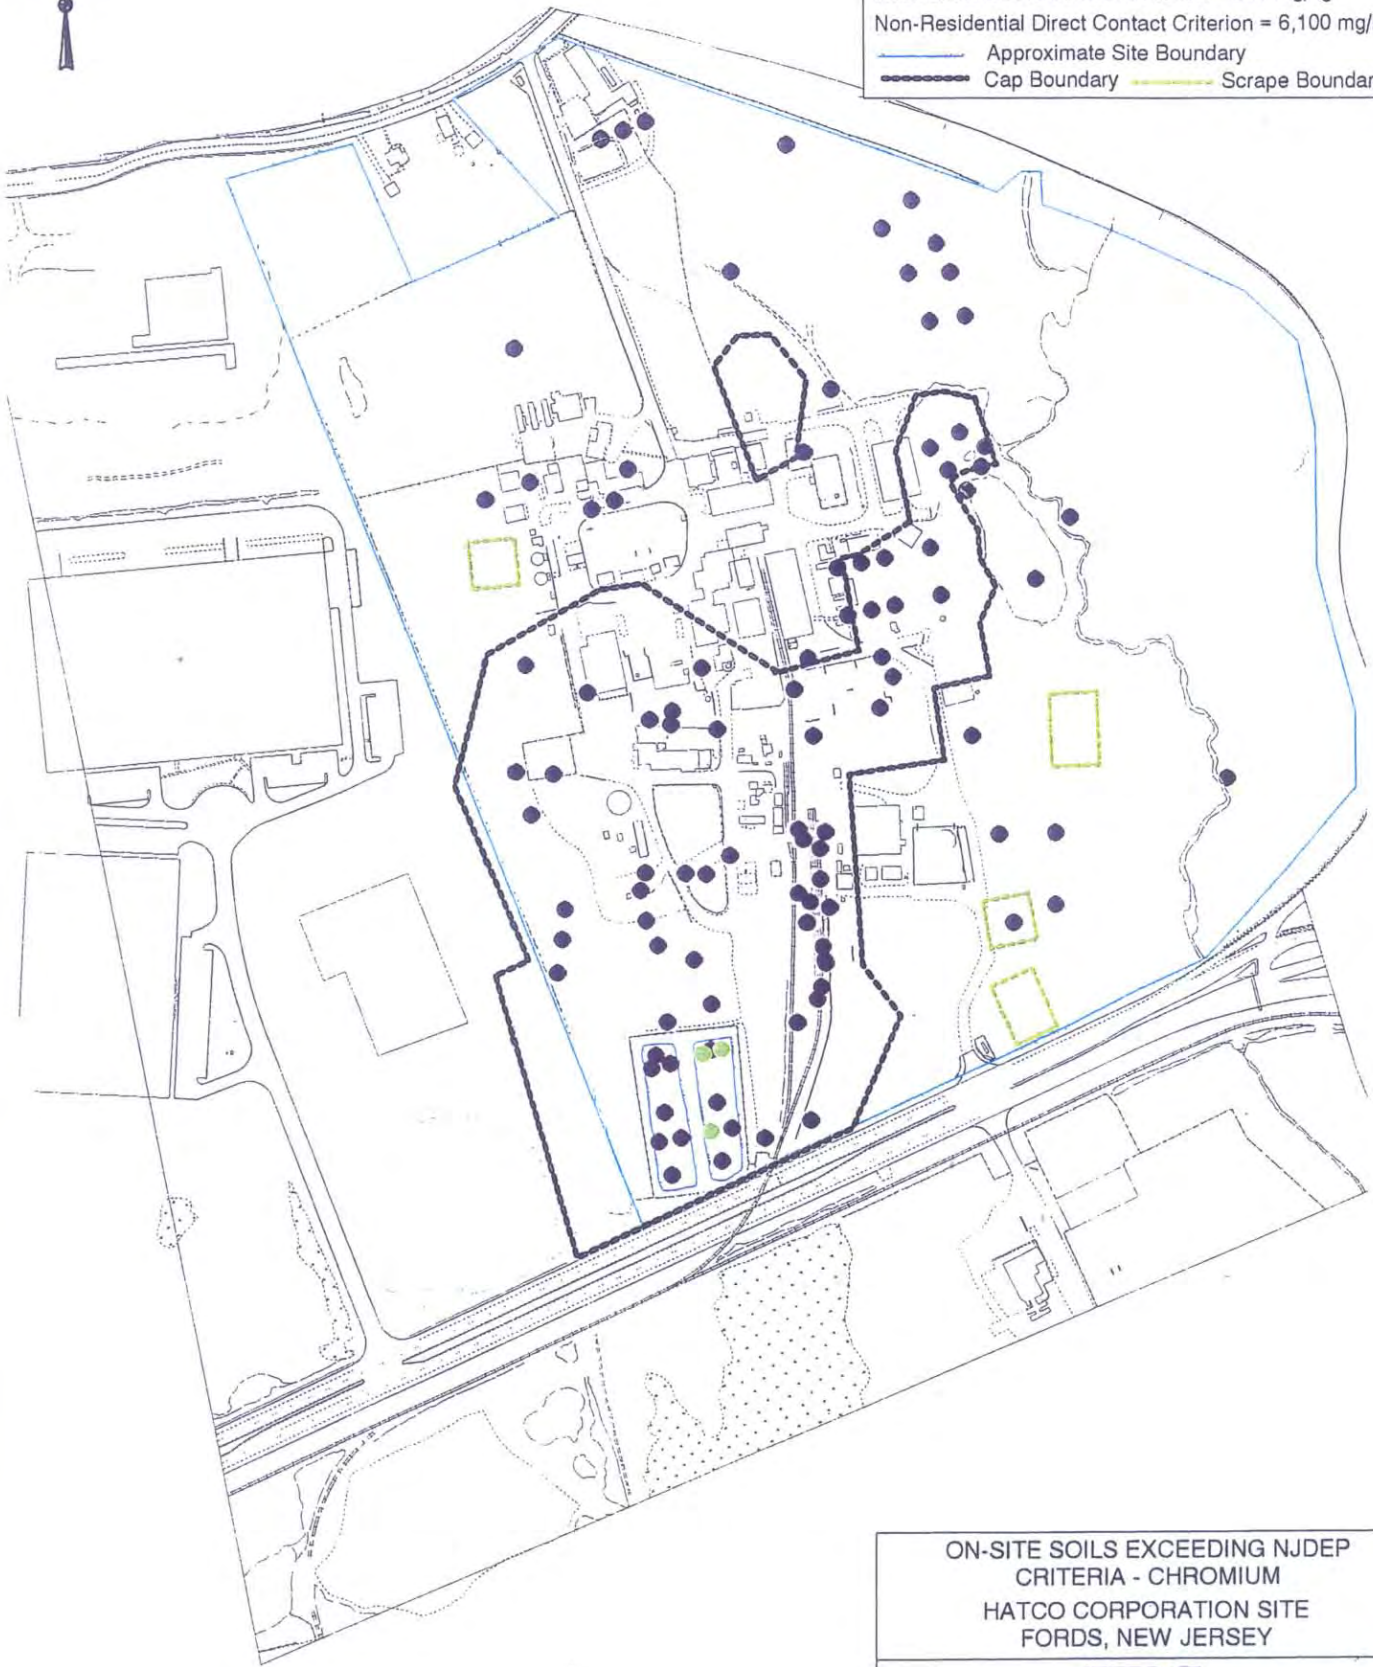 Non-Residential Direct Contact Criterion = 6,100 mg/
Approximate Site Boundary
Cap Boundary
Scrape Boundar
ON-SITE SOILS EXCEEDING NJDEP
CRITERIA - CHROMIUM
HATCO CORPORATION SITE
FORDS, NEW JERSEY